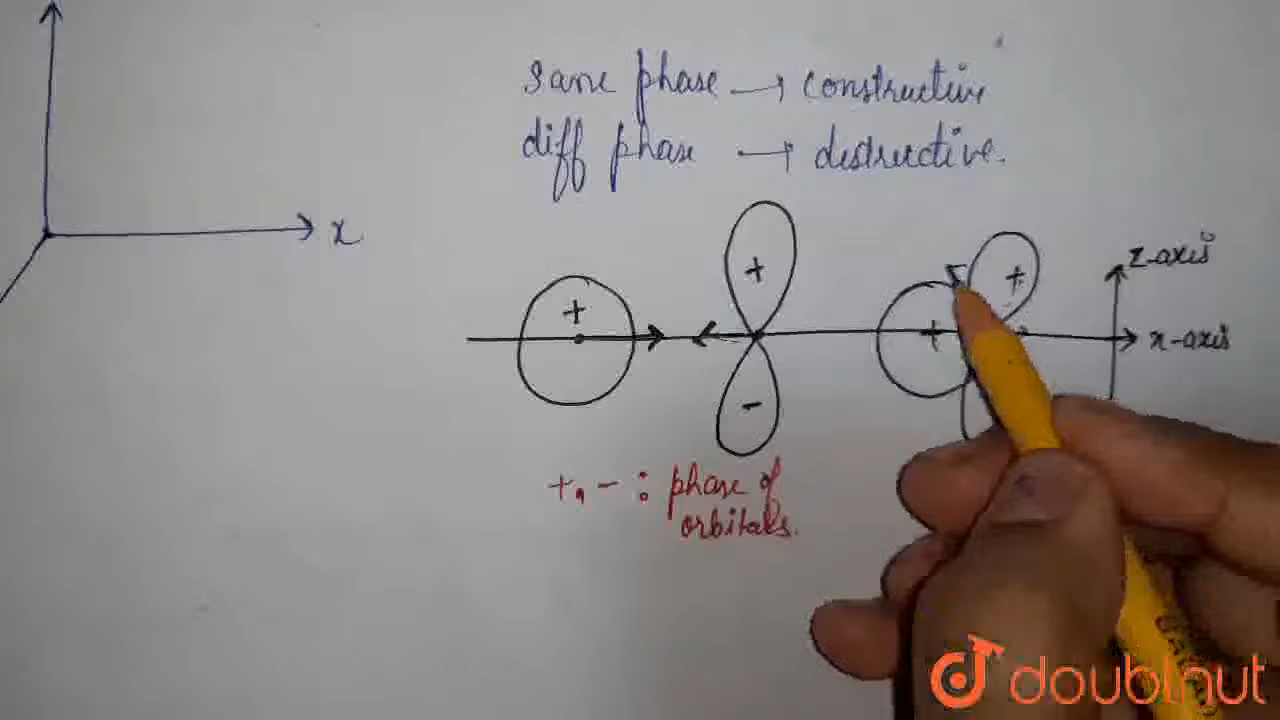 same phase → constructive
diff phase → destructive.
x
+
+
+
+
z-axis
x-axis
-
+, - : phase of
orbitals.
doubtnut